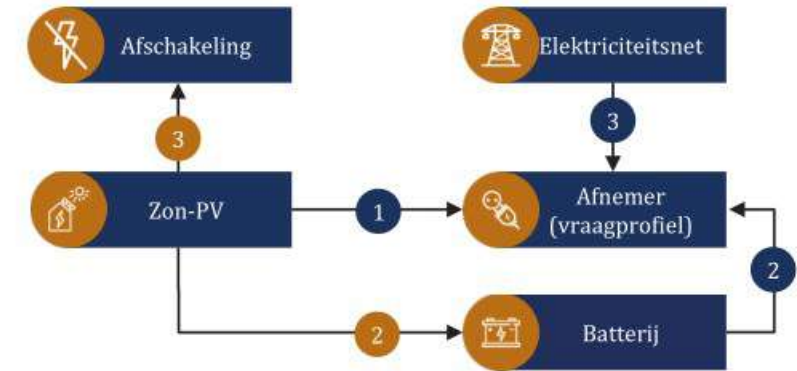 Afschakeling
Elektriciteitsnet
3
3
Zon-PV
1
Afnemer
(vraagprofiel)
2
2
Batterij